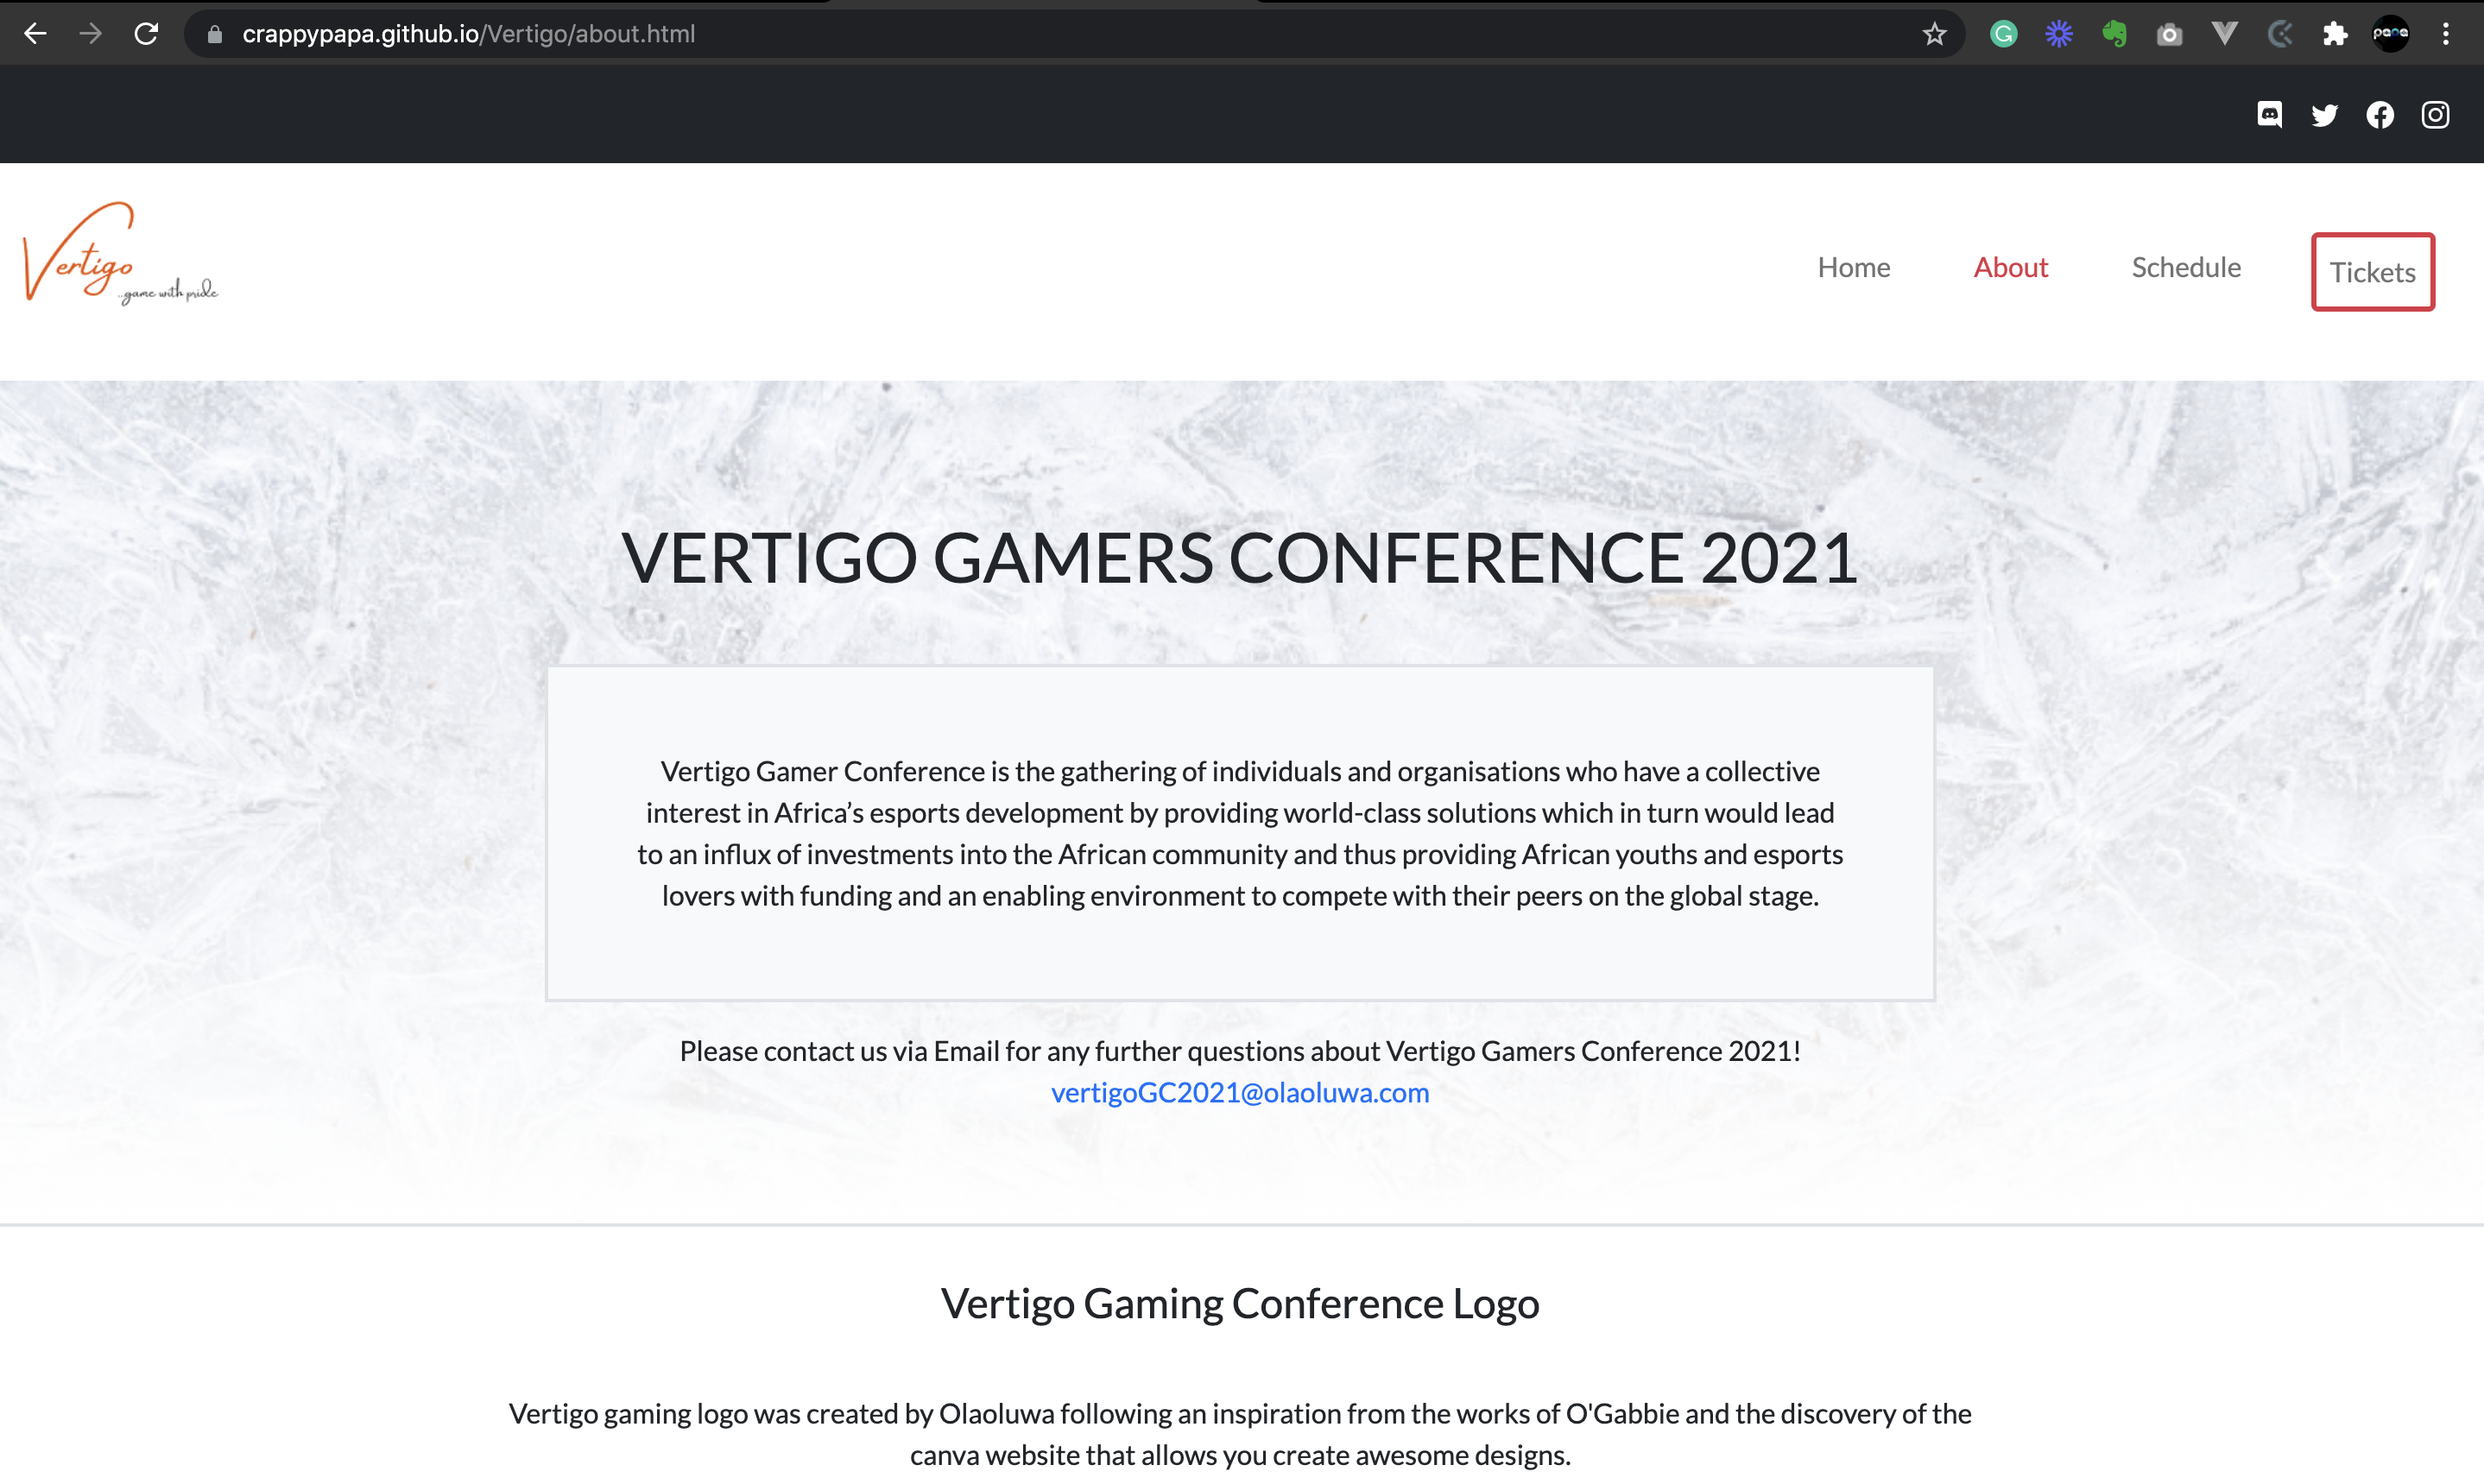 crappypapa.github.io/Vertigo/about.html
papa
Vertigo
..game with pride
Home
About
Schedule
Tickets
VERTIGO GAMERS CONFERENCE 2021
Vertigo Gamer Conference is the gathering of individuals and organisations who have a collective
interest in Africa’s esports development by providing world-class solutions which in turn would lead
to an influx of investments into the African community and thus providing African youths and esports
lovers with funding and an enabling environment to compete with their peers on the global stage.
Please contact us via Email for any further questions about Vertigo Gamers Conference 2021!
vertigoGC2021@olaoluwa.com
Vertigo Gaming Conference Logo
Vertigo gaming logo was created by Olaoluwa following an inspiration from the works of O'Gabbie and the discovery of the
canva website that allows you create awesome designs.